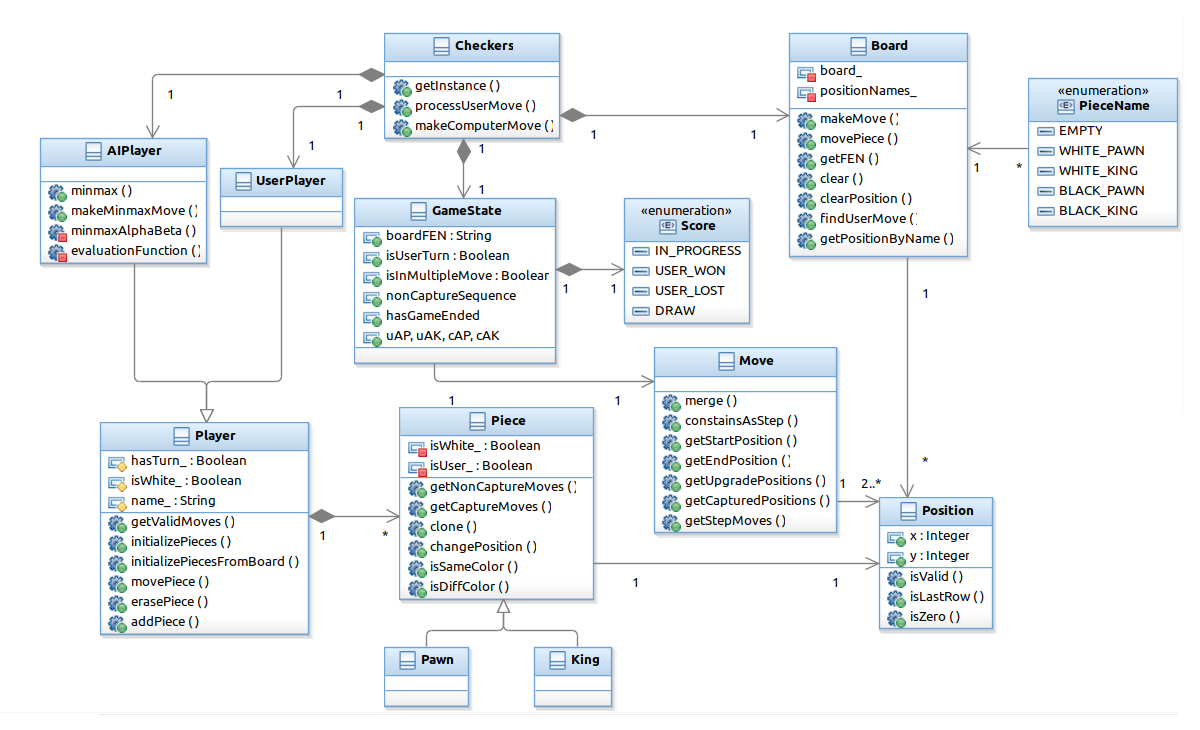 Checkers
getInstance ( )
processUserMove ( )
makeComputerMove ( )
Board
board_
positionNames_
makeMove ( )
movePiece ( )
getFEN ( )
clear ( )
clearPosition ( )
findUserMove ( )
getPositionByName ( )
«enumeration»
PieceName
EMPTY
WHITE_PAWN
WHITE_KING
BLACK_PAWN
BLACK_KING
1
1
1
1
1
1
1
1
1
*
AIPlayer
minmax ( )
makeMinmaxMove ( )
minmaxAlphaBeta ( )
evaluationFunction ( )
UserPlayer
GameState
boardFEN : String
isUserTurn : Boolean
isInMultipleMove : Boolean
nonCaptureSequence
hasGameEnded
uAP, uAK, cAP, cAK
«enumeration»
Score
IN_PROGRESS
USER_WON
USER_LOST
DRAW
1
1
1
*
Move
merge ( )
constainsAsStep ( )
getStartPosition ( )
getEndPosition ( )
getUpgradePositions ( )
getCapturedPositions ( )
getStepMoves ( )
1
1
1
2..*
Player
hasTurn_ : Boolean
isWhite_ : Boolean
name_ : String
getValidMoves ( )
initializePieces ( )
initializePiecesFromBoard ( )
movePiece ( )
erasePiece ( )
addPiece ( )
1
*
Piece
isWhite_ : Boolean
isUser_ : Boolean
getNonCaptureMoves ( )
getCaptureMoves ( )
clone ( )
changePosition ( )
isSameColor ( )
isDiffColor ( )
1
1
Position
x : Integer
y : Integer
isValid ( )
isLastRow ( )
isZero ( )
Pawn
King